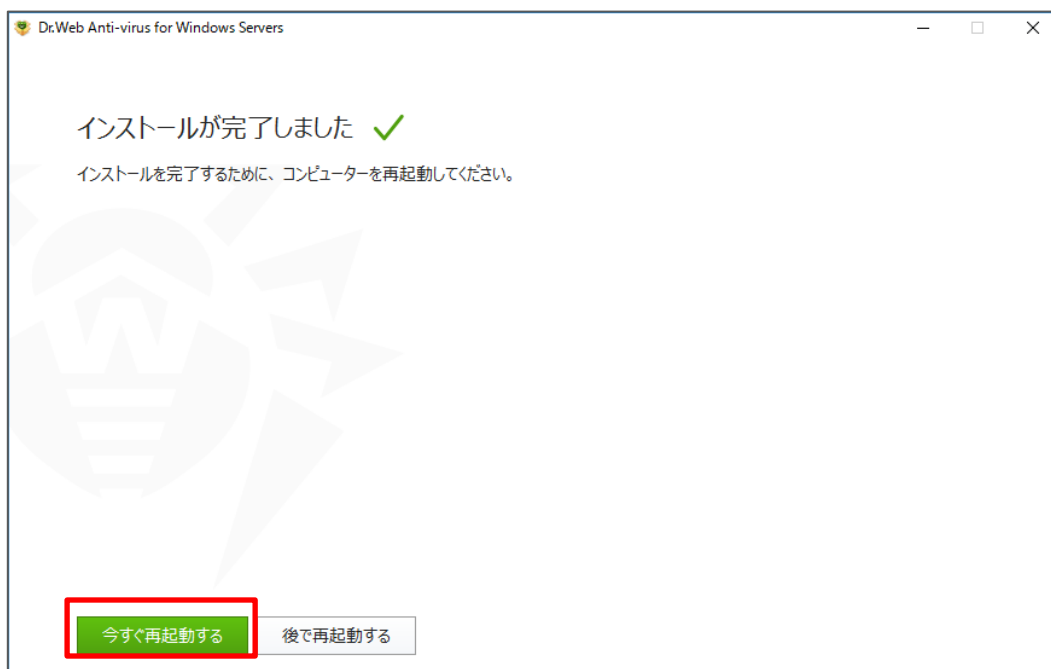 Dr.Web Anti-virus for Windows Servers
インストールが完了しました
インストールを完了するために、コンピューターを再起動してください。
今すぐ再起動する
後で再起動する